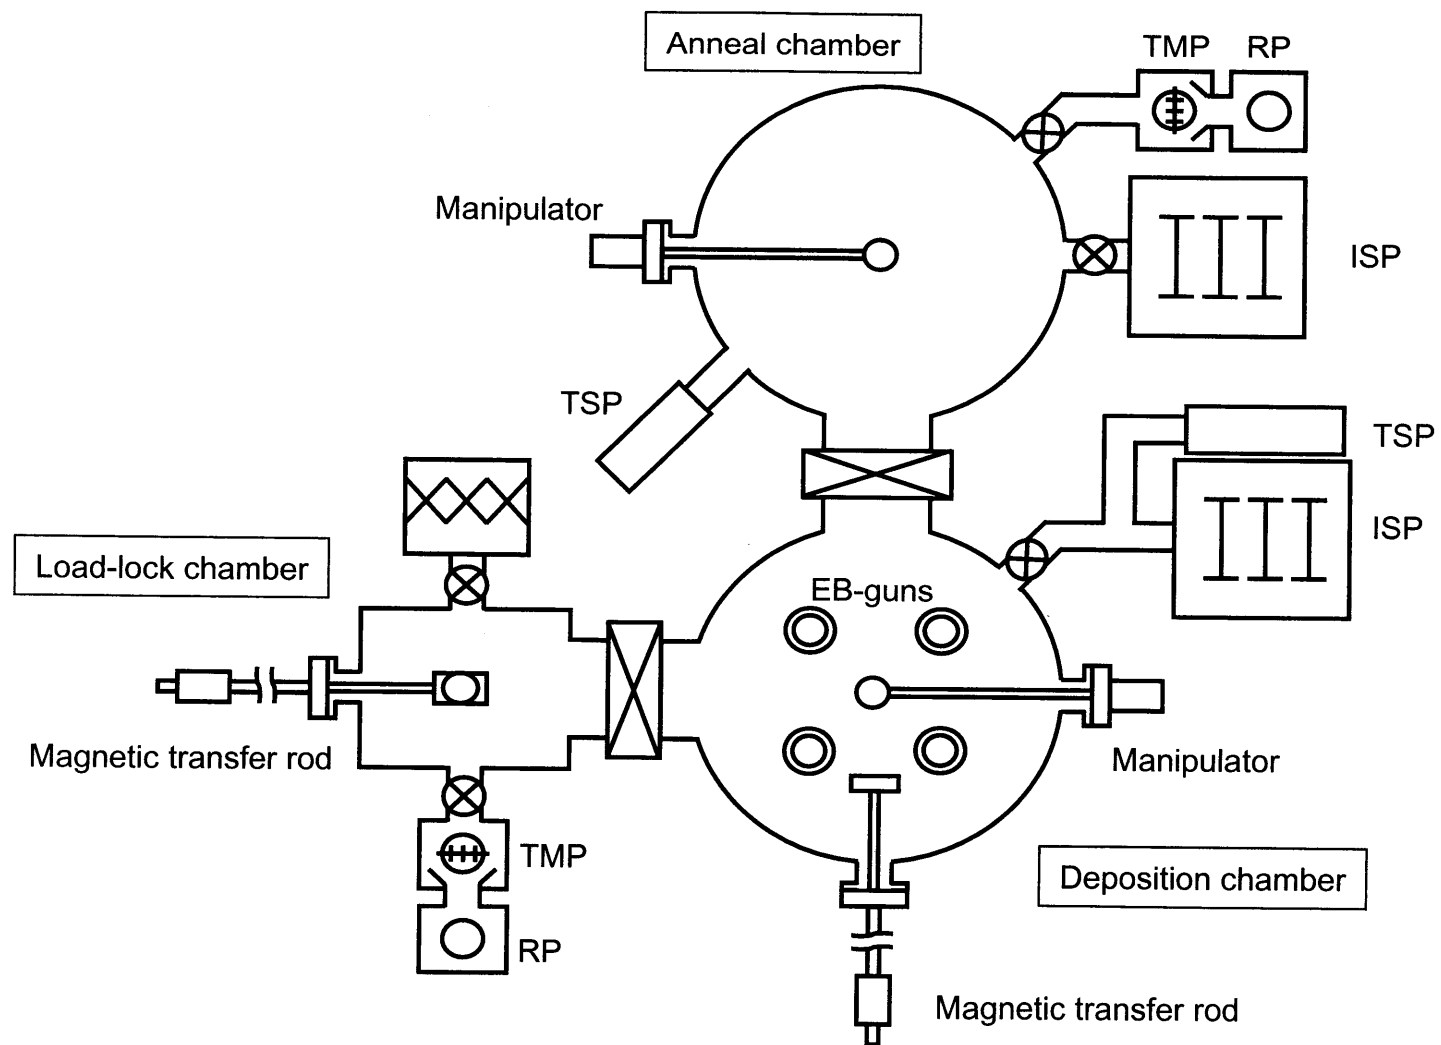 Anneal chamber
TMP RP
Manipulator
ISP
TSP
TSP
ISP
Load-lock chamber
EB-guns
Magnetic transfer rod
Manipulator
TMP
Deposition chamber
RP
Magnetic transfer rod